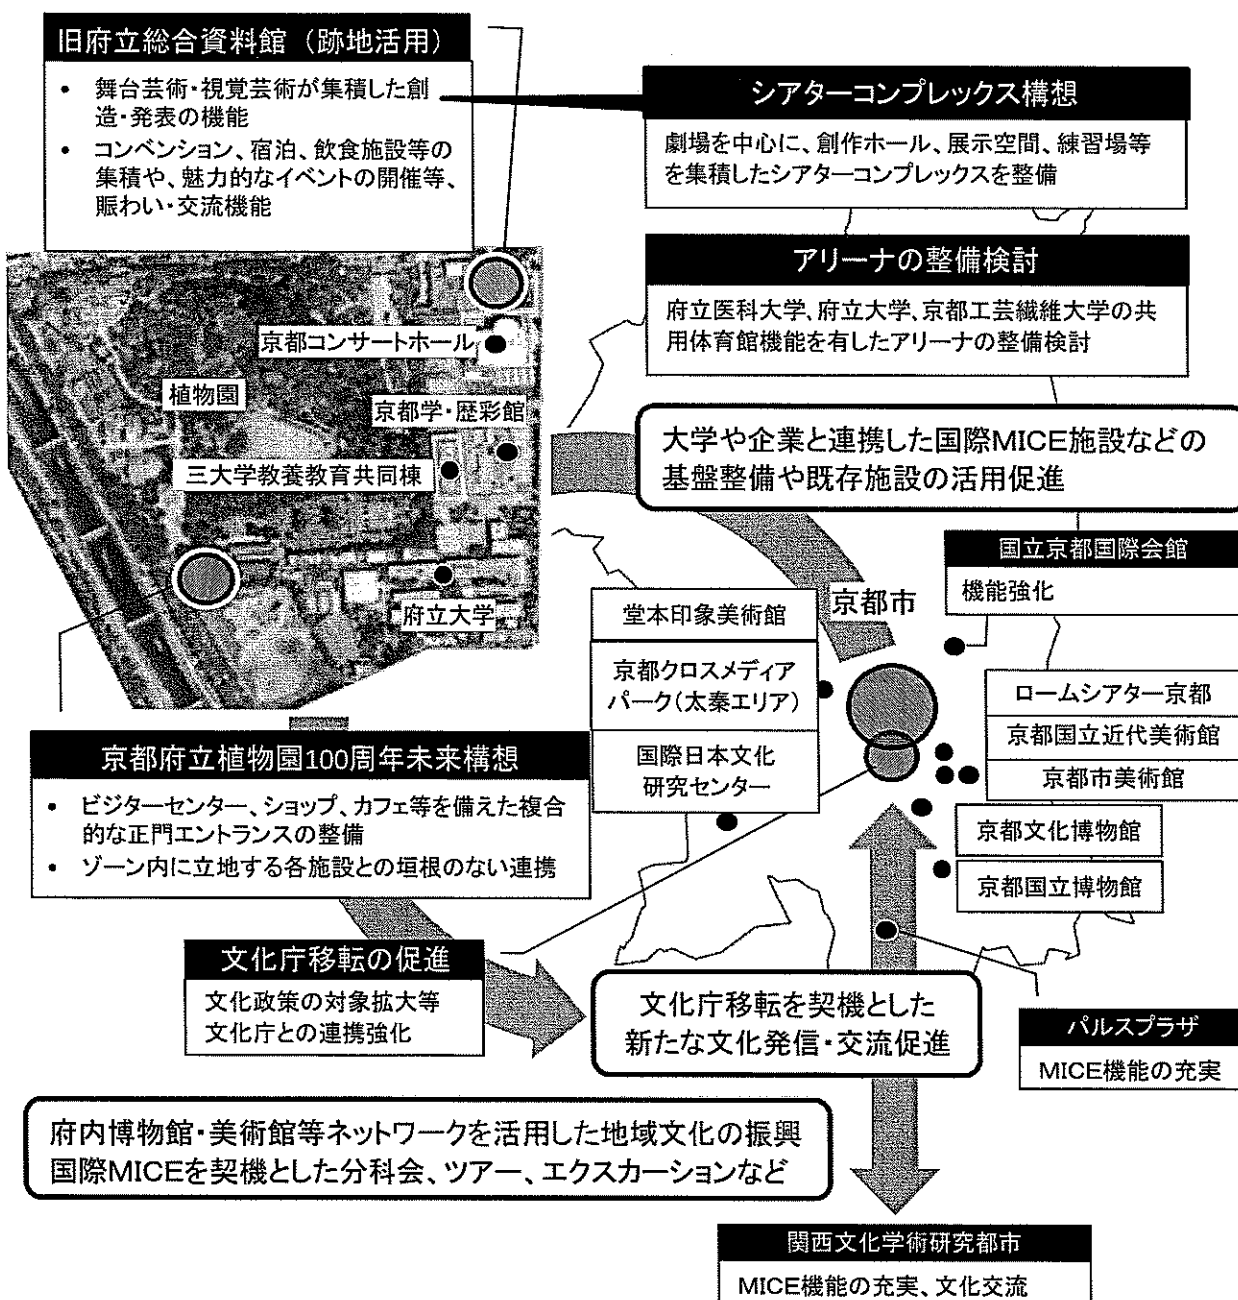 旧府立総合資料館（跡地活用）
• 舞台芸術・視覚芸術が集積した創
造・発表の機能
• コンベンション、宿泊、飲食施設等の
集積や、魅力的なイベントの開催等、
賑わい・交流機能
シアターコンプレックス構想
劇場を中心に、創作ホール、展示空間、練習場等
を集積したシアターコンプレックスを整備
アリーナの整備検討
府立医科大学、府立大学、京都工芸繊維大学の共
用体育館機能を有したアリーナの整備検討
京都コンサートホール
植物園
京都学・歴彩館
三大学教養教育共同棟
府立大学
大学や企業と連携した国際MICE施設などの
基盤整備や既存施設の活用促進
国立京都国際会館
機能強化
京都市
堂本印象美術館
京都クロスメディア
パーク（太秦エリア）
国際日本文化
研究センター
ロームシアター京都
京都国立近代美術館
京都市美術館
京都文化博物館
京都国立博物館
京都府立植物園100周年未来構想
• ビジターセンター、ショップ、カフェ等を備えた複合
的な正門エントランスの整備
• ゾーン内に立地する各施設との垣根のない連携
文化庁移転の促進
文化政策の対象拡大等
文化庁との連携強化
文化庁移転を契機とした
新たな文化発信・交流促進
パルスプラザ
MICE機能の充実
府内博物館・美術館等ネットワークを活用した地域文化の振興
国際MICEを契機とした分科会、ツアー、エクスカーションなど
関西文化学術研究都市
MICE機能の充実、文化交流